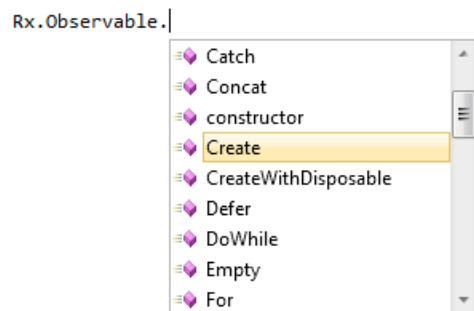 Rx.Observable.
Catch
Concat
constructor
Create
CreateWithDisposable
Defer
DoWhile
Empty
For